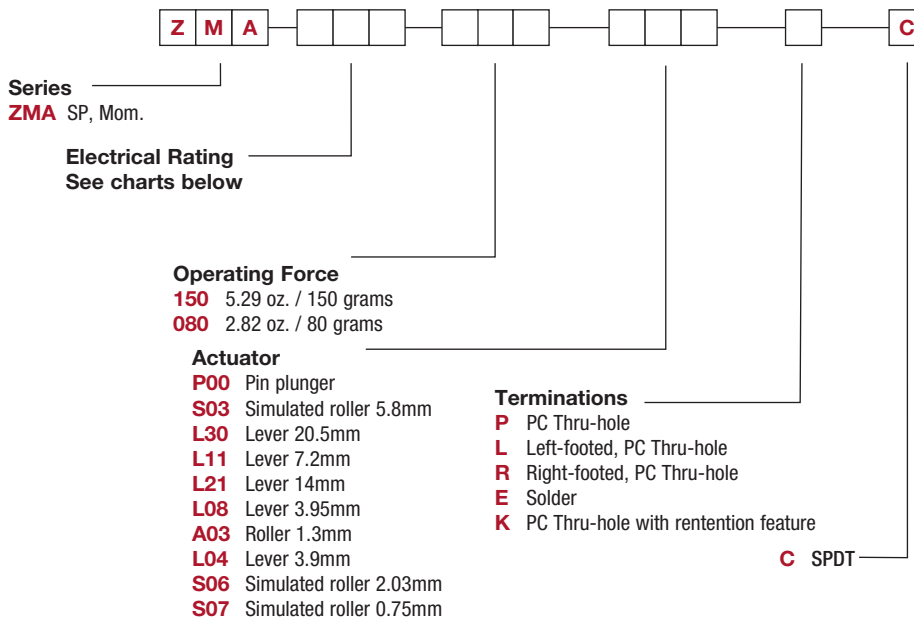 Z M A C
Series
ZMA SP, Mom.
Electrical Rating
See charts below
Operating Force
150 5.29 oz. / 150 grams
080 2.82 oz. / 80 grams
Actuator
P00 Pin plunger
S03 Simulated roller 5.8mm
L30 Lever 20.5mm
L11 Lever 7.2mm
L21 Lever 14mm
L08 Lever 3.95mm
A03 Roller 1.3mm
L04 Lever 3.9mm
S06 Simulated roller 2.03mm
S07 Simulated roller 0.75mm
Terminations
P PC Thru-hole
L Left-footed, PC Thru-hole
R Right-footed, PC Thru-hole
E Solder
K PC Thru-hole with rentention feature
C SPDT